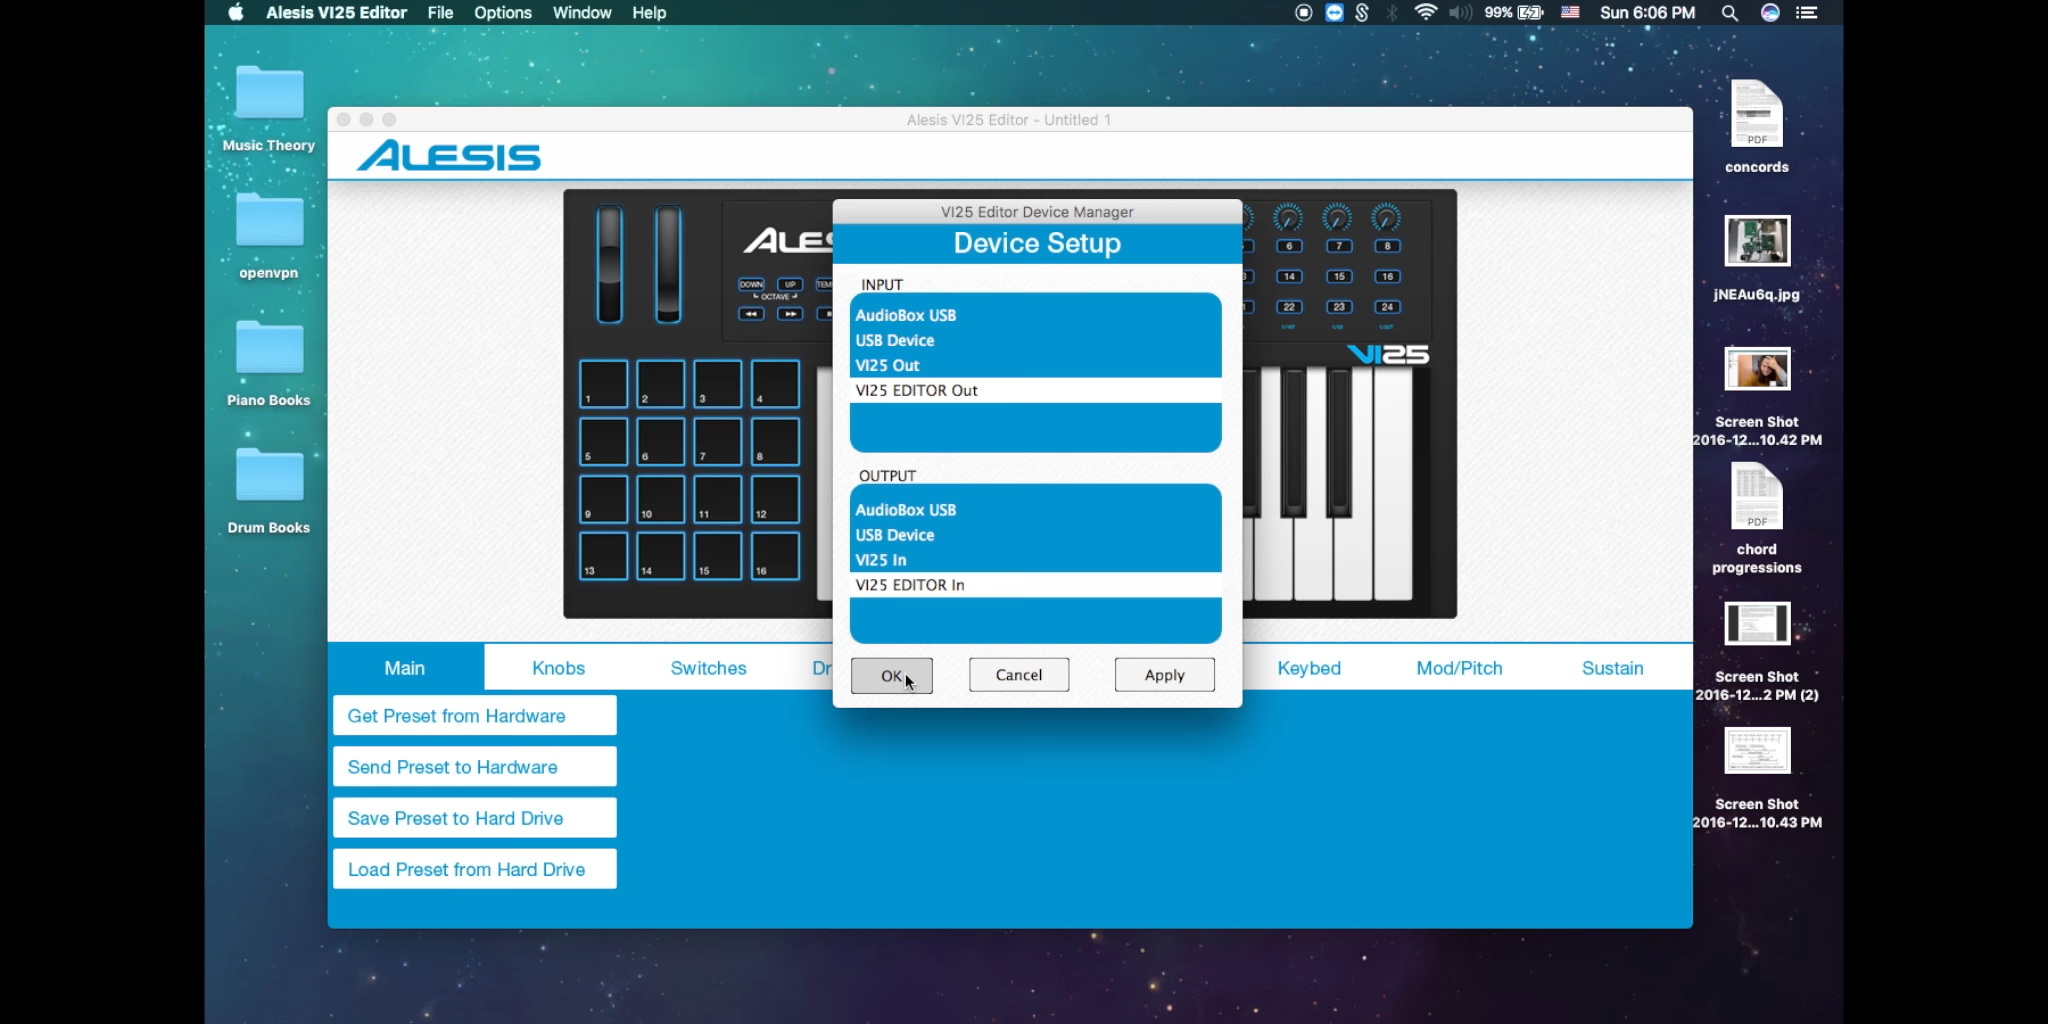 Alesis VI25 Editor File Options Window Help
99% Sun 6:06 PM
Music Theory
openvpn
Piano Books
Drum Books
Alesis VI25 Editor - Untitled 1
ALESIS
ALES
DOWN UP TEM
OCTAVE
6 7 8
14 15 16
22 23 24
VI25
1 2 3 4
5 6 7 8
9 10 11 12
13 14 15 16
VI25 Editor Device Manager
Device Setup
INPUT
AudioBox USB
USB Device
VI25 Out
VI25 EDITOR Out
OUTPUT
AudioBox USB
USB Device
VI25 In
VI25 EDITOR In
OK Cancel Apply
Main Knobs Switches Dr Keybed Mod/Pitch Sustain
Get Preset from Hardware
Send Preset to Hardware
Save Preset to Hard Drive
Load Preset from Hard Drive
PDF
concords
jNEAu6q.jpg
Screen Shot
2016-12...10.42 PM
PDF
chord
progressions
Screen Shot
2016-12...2 PM (2)
Screen Shot
2016-12...10.43 PM